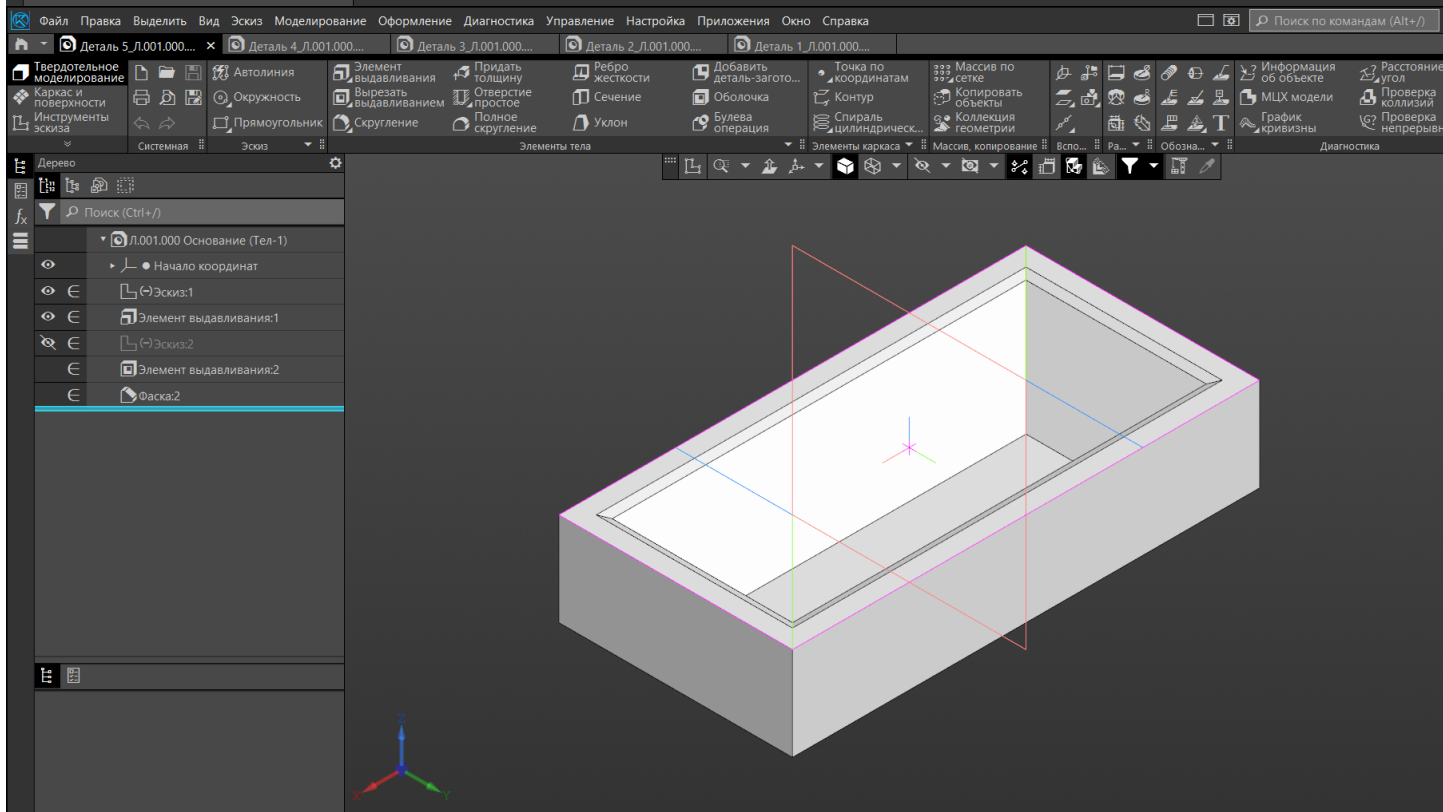 Файл Правка Выделить Вид Эскиз Моделирование Оформление Диагностика Управление Настройка Приложения Окно Справка
Поиск по командам (Alt+/)
Деталь 5_Л.001.000.... Деталь 4_Л.001.000.... Деталь 3_Л.001.000.... Деталь 2_Л.001.000.... Деталь 1_Л.001.000....
Твердотельное моделирование
Каркас и поверхности
Инструменты эскиза
Системная
Автолиния
Окружность
Прямоугольник
Эскиз
Элемент выдавливания
Вырезать выдавливанием
Скругление
Придать толщину
Отверстие простое
Полное скругление
Ребро жесткости
Сечение
Уклон
Добавить деталь-загото...
Оболочка
Булева операция
Элементы тела
Точка по координатам
Контур
Спираль цилиндрическ...
Элементы каркаса
Массив по сетке
Копировать объекты
Коллекция геометрии
Массив, копирование
Вспо...
Ра...
Обозна...
Информация об объекте
МЦХ модели
График кривизны
Расстояние угол
Проверка коллизий
Проверка непрерывн
Диагностика
Дерево
Поиск (Ctrl+/)
Л.001.000 Основание (Тел-1)
Начало координат
(-)Эскиз:1
Элемент выдавливания:1
(-)Эскиз:2
Элемент выдавливания:2
Фаска:2
Z
X
Y